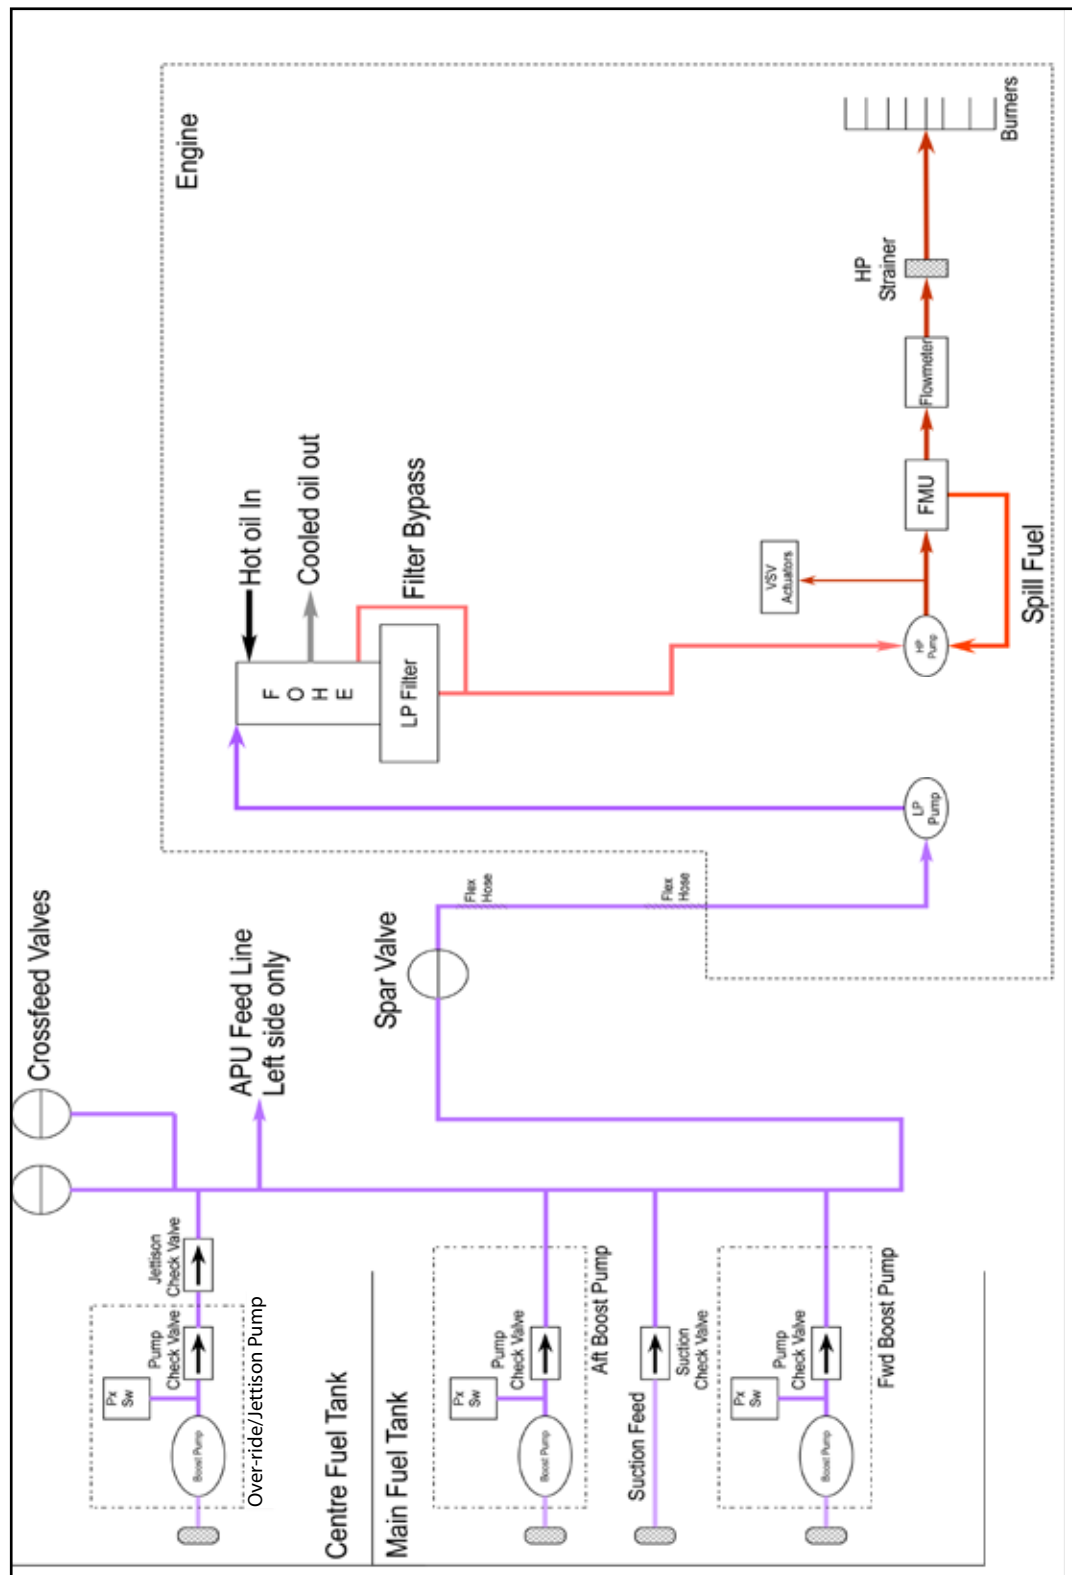 Engine
Burners
HP
Strainer
Flowmeter
FMU
Spill Fuel
VSV
Actuators
HP
Pump
Hot oil In
Cooled oil out
Filter Bypass
F
O
H
E
LP Filter
LP
Pump
Crossfeed Valves
APU Feed Line
Left side only
Spar Valve
Flex
Hose
Flex
Hose
Jettison
Check Valve
Pump
Check Valve
Px
Sw
Boost Pump
Over-ride/Jettison Pump
Centre Fuel Tank
Main Fuel Tank
Pump
Check Valve
Px
Sw
Boost Pump
Aft Boost Pump
Suction Feed
Suction
Check Valve
Pump
Check Valve
Px
Sw
Boost Pump
Fwd Boost Pump